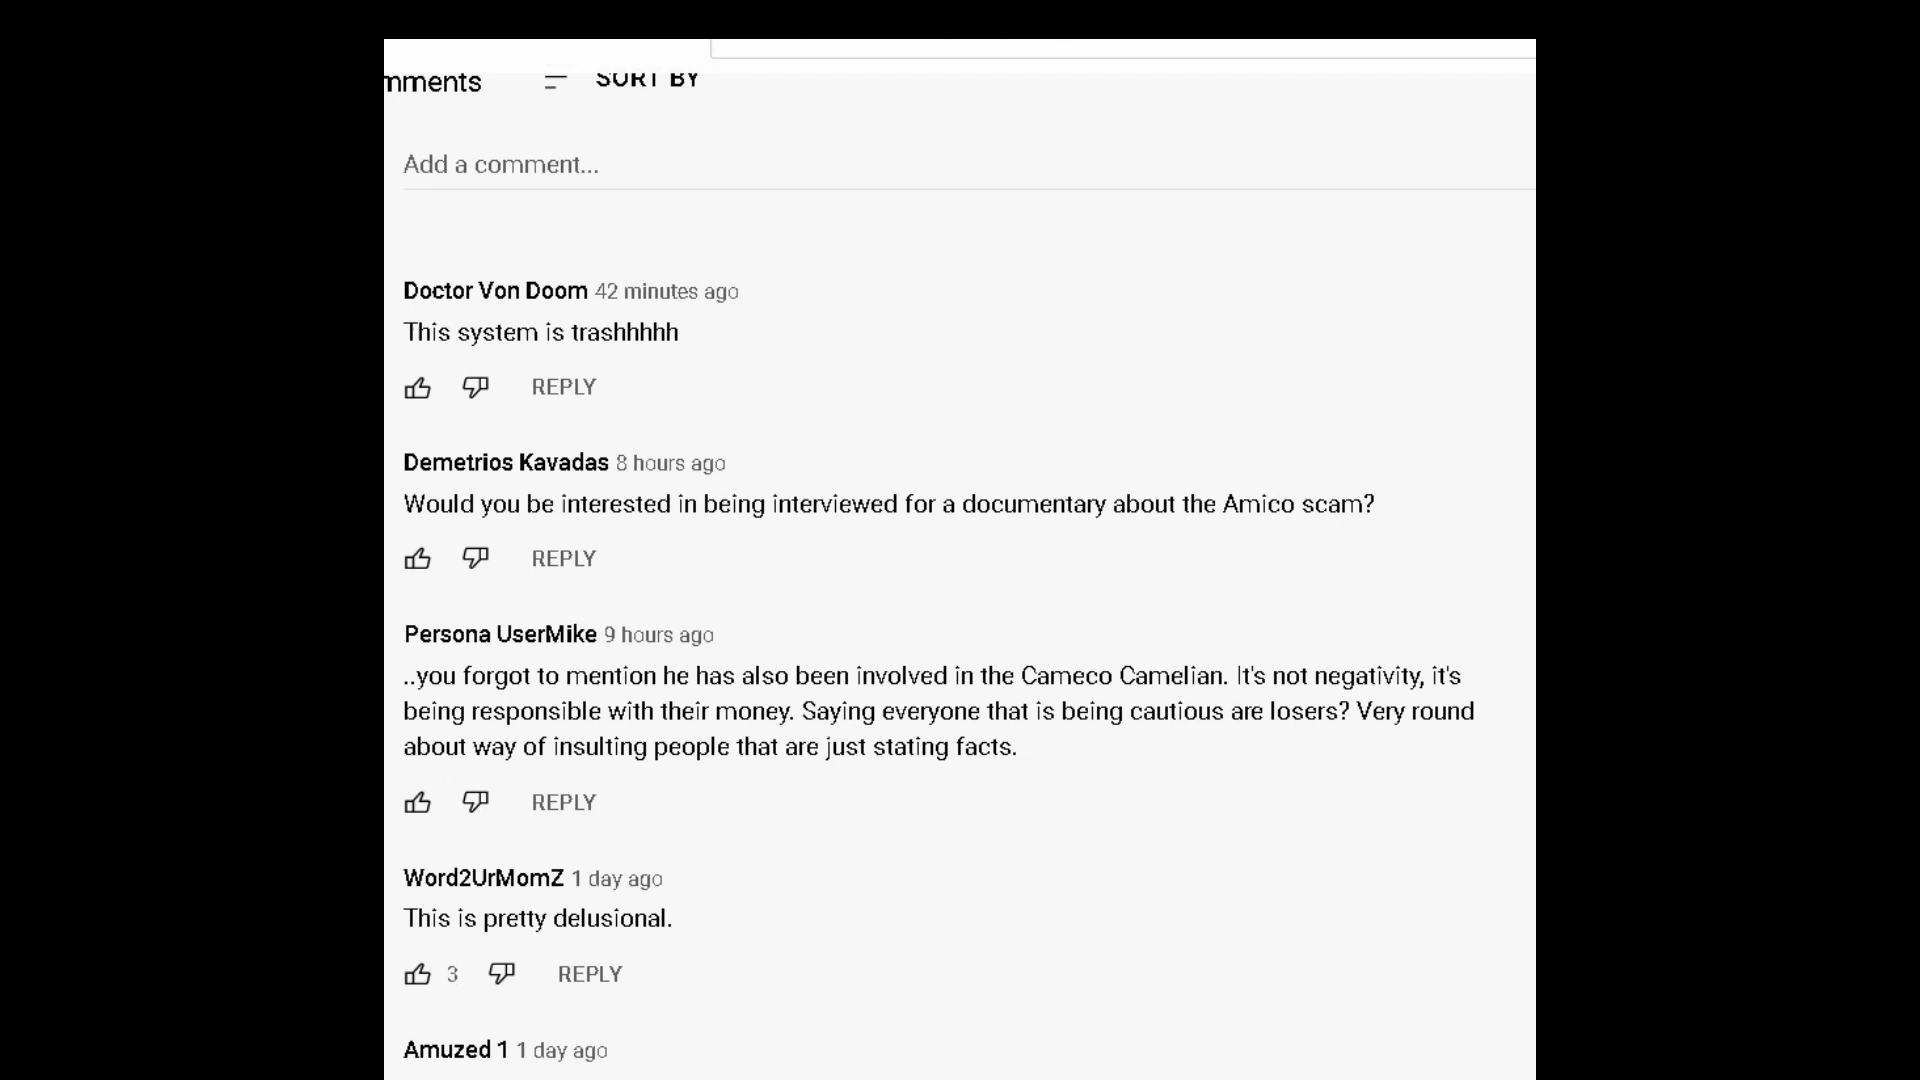 mments SORT BY
Add a comment...
Doctor Von Doom 42 minutes ago
This system is trashhhhh
REPLY
Demetrios Kavadas 8 hours ago
Would you be interested in being interviewed for a documentary about the Amico scam?
REPLY
Persona UserMike 9 hours ago
..you forgot to mention he has also been involved in the Cameco Camelian. It's not negativity, it's
being responsible with their money. Saying everyone that is being cautious are losers? Very round
about way of insulting people that are just stating facts.
REPLY
Word2UrMomZ 1 day ago
This is pretty delusional.
3 REPLY
Amuzed 1 1 day ago